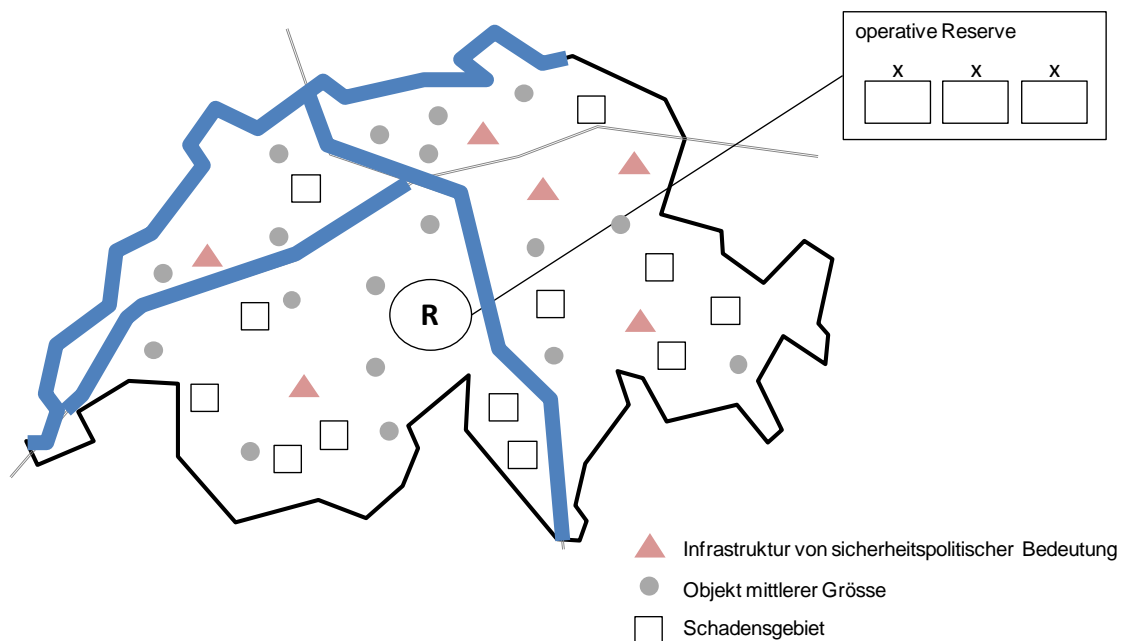 operative Reserve
x x x
R
Infrastruktur von sicherheitspolitischer Bedeutung
Objekt mittlerer Grösse
Schadensgebiet